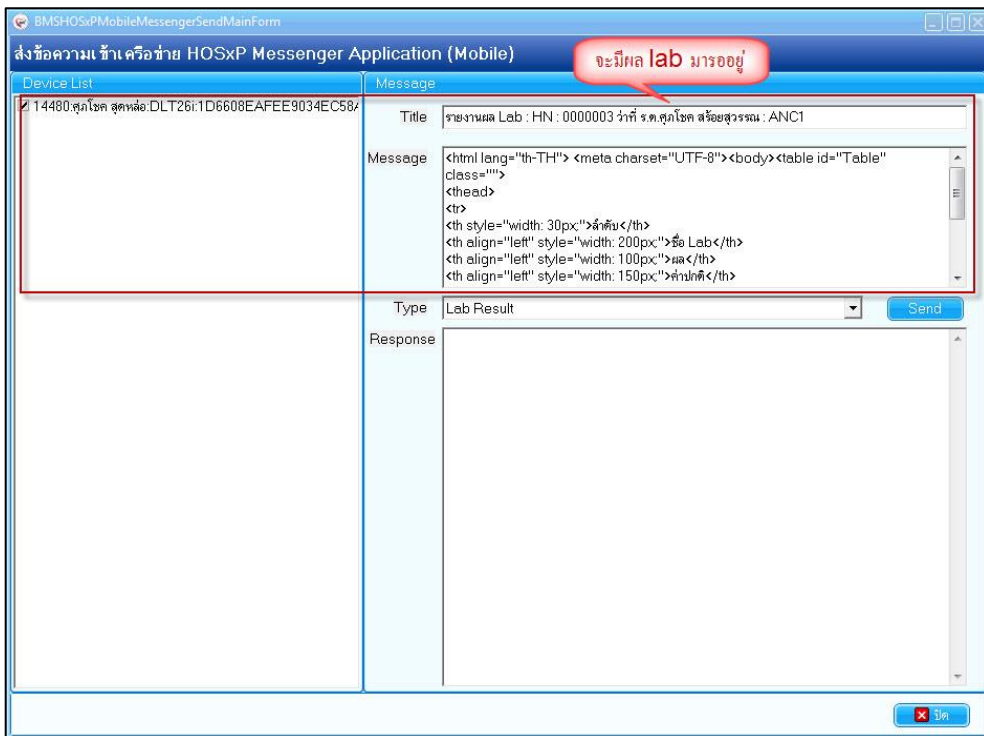 BMSHOSxPMobileMessengerSendMainForm
ส่งข้อความเข้าเครือข่าย HOSxP Messenger Application (Mobile)
จะมีผล lab มารออยู่
Device List
Message
14480:ศุภโชค สุดหล่อ:DLT26i:1D6608EAFEE9034EC58
Title
รายงานผล Lab : HN : 0000003 ว่าที่ ร.ต.ศุภโชค สร้อยสุวรรณ : ANC1
Message
<html lang="th-TH"> <meta charset="UTF-8"><body><table id="Table"
class="">
<thead>
<tr>
<th style="width: 30px;">ลำดับ</th>
<th align="left" style="width: 200px;">ชื่อ Lab</th>
<th align="left" style="width: 100px;">ผล</th>
<th align="left" style="width: 150px;">ค่าปกติ</th>
Type
Lab Result
Send
Response
ปิด